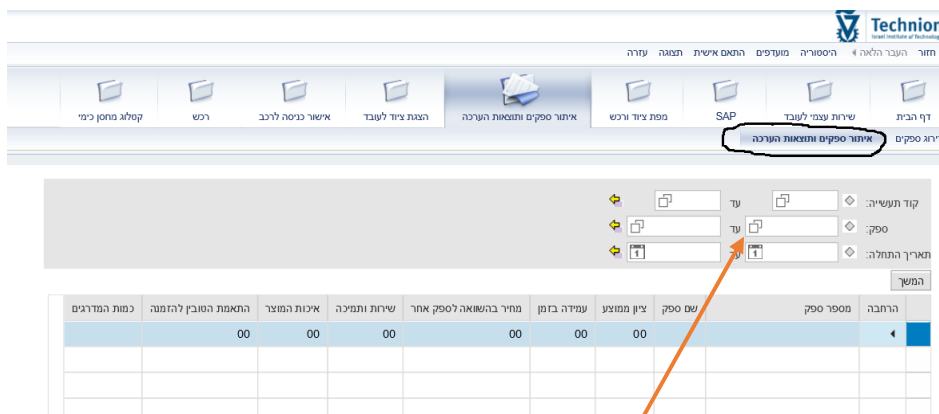 Technion
Israel Institute of Technology
חזור העבר הלאה היסטוריה מועדפים התאם אישית תצוגה עזרה
דף הבית שירות עצמי לעובד SAP מפת ציוד ורכש איתור ספקים ותוצאות הערכה הצגת ציוד לעובד אישור כניסה לרכב רכש קטלוג מחסן כימי
ירוג ספקים איתור ספקים ותוצאות הערכה
קוד תעשייה: עד
ספק: עד
תאריך התחלה: עד
המשך
הרחבה מספר ספק שם ספק ציון ממוצע עמידה בזמן מחיר בהשוואה לספק אחר שירות ותמיכה איכות המוצר התאמת הטובין להזמנה כמות המדרגים
00 00 00 00 00 00